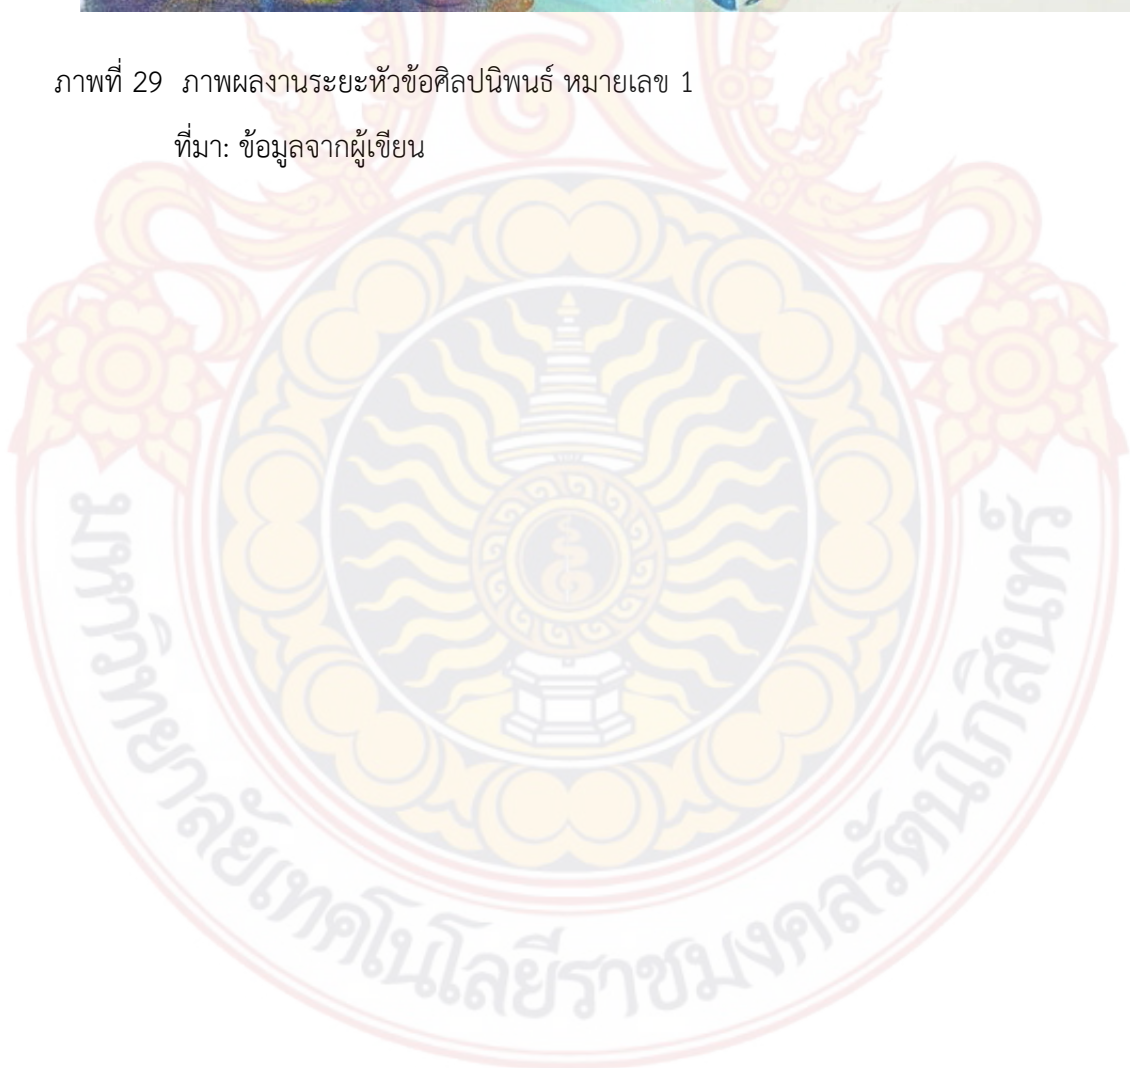 ภาพที่ 29 ภาพผลงานระยะหัวข้อศิลปนิพนธ์ หมายเลข 1
ที่มา: ข้อมูลจากผู้เขียน
มหาวิทยาลัยเทคโนโลยีราชมงคลรัตนโกสินทร์